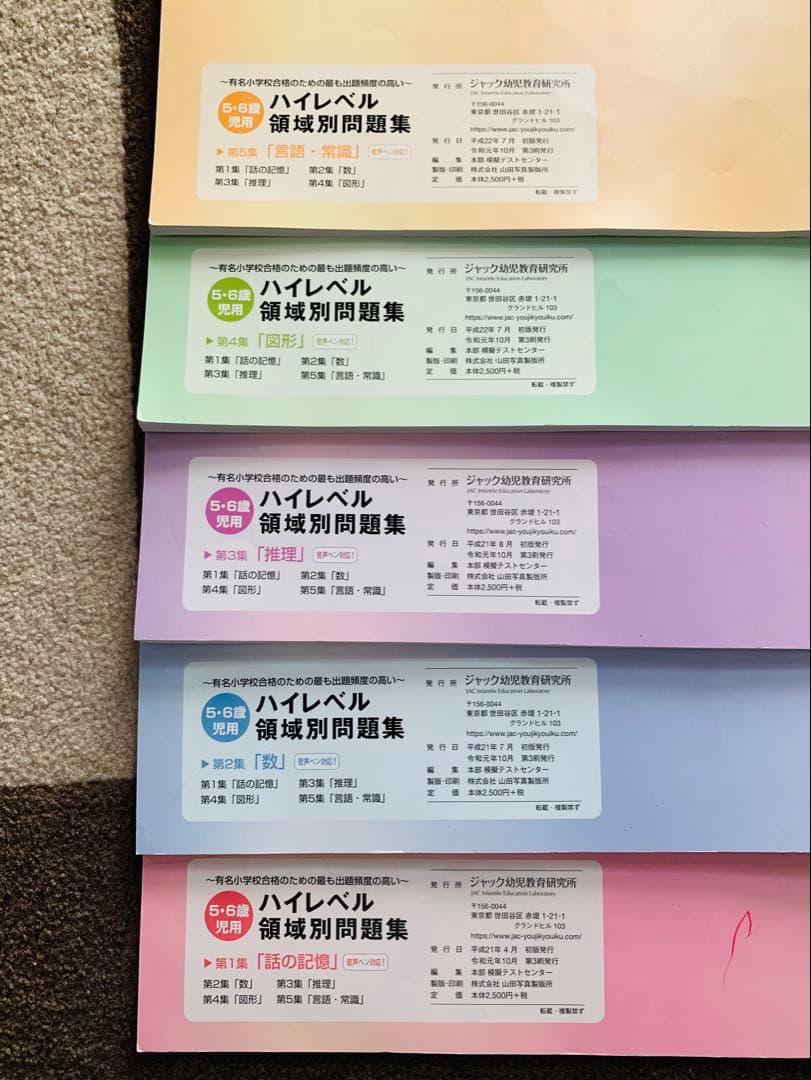 〜有名小学校合格のための最も出題頻度の高い〜
5・6歳
児用
ハイレベル
領域別問題集
▶第5集「言語・常識」 音声ペン対応!
第1集「話の記憶」 第2集「数」
第3集「推理」 第4集「図形」
発行所 ジャック幼児教育研究所
JAC Infantile Education Laboratory
〒156-0044
東京都 世田谷区 赤堤 1-21-1
グランドヒル 103
https://www.jac-youjikyouiku.com/
発行日 平成22年7月 初版発行
令和元年10月 第3刷発行
編集 本部 模擬テストセンター
製版・印刷 株式会社 山田写真製版所
定価 本体2,500円+税
転載・複製禁ず
〜有名小学校合格のための最も出題頻度の高い〜
5・6歳
児用
ハイレベル
領域別問題集
▶第4集「図形」 音声ペン対応!
第1集「話の記憶」 第2集「数」
第3集「推理」 第5集「言語・常識」
発行所 ジャック幼児教育研究所
JAC Infantile Education Laboratory
〒156-0044
東京都 世田谷区 赤堤 1-21-1
グランドヒル 103
https://www.jac-youjikyouiku.com/
発行日 平成22年7月 初版発行
令和元年10月 第3刷発行
編集 本部 模擬テストセンター
製版・印刷 株式会社 山田写真製版所
定価 本体2,500円+税
転載・複製禁ず
〜有名小学校合格のための最も出題頻度の高い〜
5・6歳
児用
ハイレベル
領域別問題集
▶第3集「推理」 音声ペン対応!
第1集「話の記憶」 第2集「数」
第4集「図形」 第5集「言語・常識」
発行所 ジャック幼児教育研究所
JAC Infantile Education Laboratory
〒156-0044
東京都 世田谷区 赤堤 1-21-1
グランドヒル 103
https://www.jac-youjikyouiku.com/
発行日 平成21年8月 初版発行
令和元年10月 第3刷発行
編集 本部 模擬テストセンター
製版・印刷 株式会社 山田写真製版所
定価 本体2,500円+税
転載・複製禁ず
〜有名小学校合格のための最も出題頻度の高い〜
5・6歳
児用
ハイレベル
領域別問題集
▶第2集「数」 音声ペン対応!
第1集「話の記憶」 第3集「推理」
第4集「図形」 第5集「言語・常識」
発行所 ジャック幼児教育研究所
JAC Infantile Education Laboratory
〒156-0044
東京都 世田谷区 赤堤 1-21-1
グランドヒル 103
https://www.jac-youjikyouiku.com/
発行日 平成21年7月 初版発行
令和元年10月 第3刷発行
編集 本部 模擬テストセンター
製版・印刷 株式会社 山田写真製版所
定価 本体2,500円+税
転載・複製禁ず
〜有名小学校合格のための最も出題頻度の高い〜
5・6歳
児用
ハイレベル
領域別問題集
▶第1集「話の記憶」 音声ペン対応!
第2集「数」 第3集「推理」
第4集「図形」 第5集「言語・常識」
発行所 ジャック幼児教育研究所
JAC Infantile Education Laboratory
〒156-0044
東京都 世田谷区 赤堤 1-21-1
グランドヒル 103
https://www.jac-youjikyouiku.com/
発行日 平成21年4月 初版発行
令和元年10月 第3刷発行
編集 本部 模擬テストセンター
製版・印刷 株式会社 山田写真製版所
定価 本体2,500円+税
転載・複製禁ず